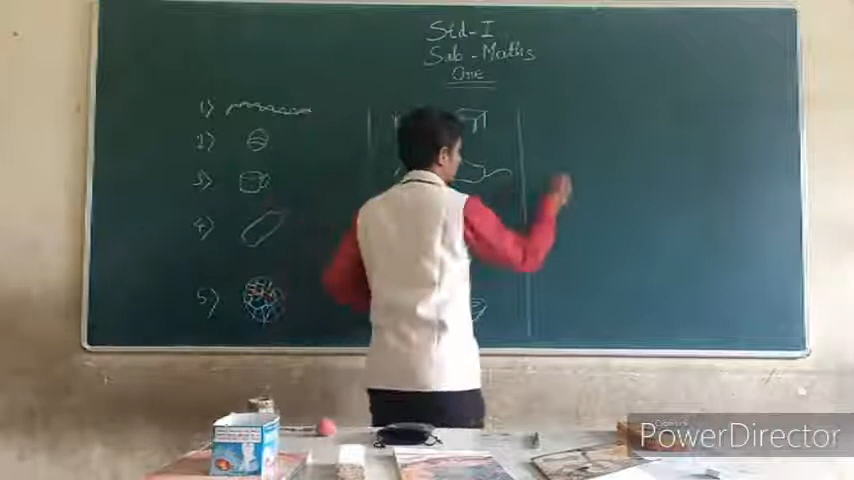 Std-I
Sub-Maths
One
1)
2)
3)
4)
5)
PowerDirector